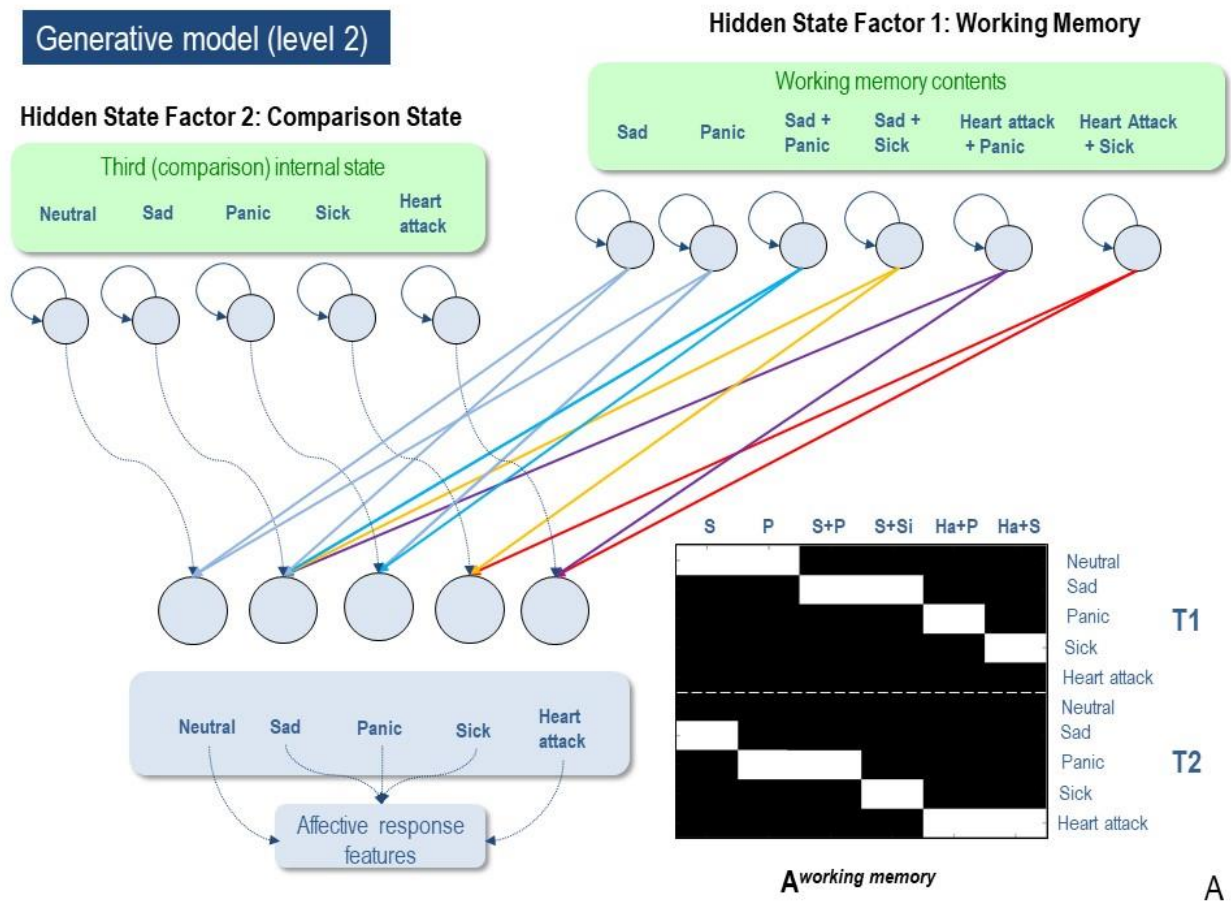 Generative model (level 2)
Hidden State Factor 1: Working Memory
Working memory contents
Sad
Panic
Sad +
Panic
Sad +
Sick
Heart attack
+ Panic
Heart Attack
+ Sick
Hidden State Factor 2: Comparison State
Third (comparison) internal state
Neutral
Sad
Panic
Sick
Heart
attack
Neutral
Sad
Panic
Sick
Heart
attack
Affective response
features
S P S+P S+Si Ha+P Ha+S
Neutral
Sad
Panic
Sick
Heart attack
T1
Neutral
Sad
Panic
Sick
Heart attack
T2
A working memory
A